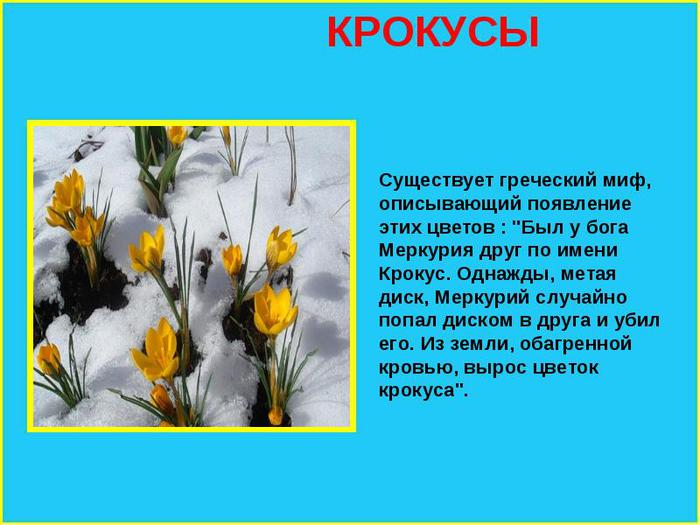 КРОКУСЫ
Существует греческий миф,
описывающий появление
этих цветов : "Был у бога
Меркурия друг по имени
Крокус. Однажды, метая
диск, Меркурий случайно
попал диском в друга и убил
его. Из земли, обагренной
кровью, вырос цветок
крокуса".